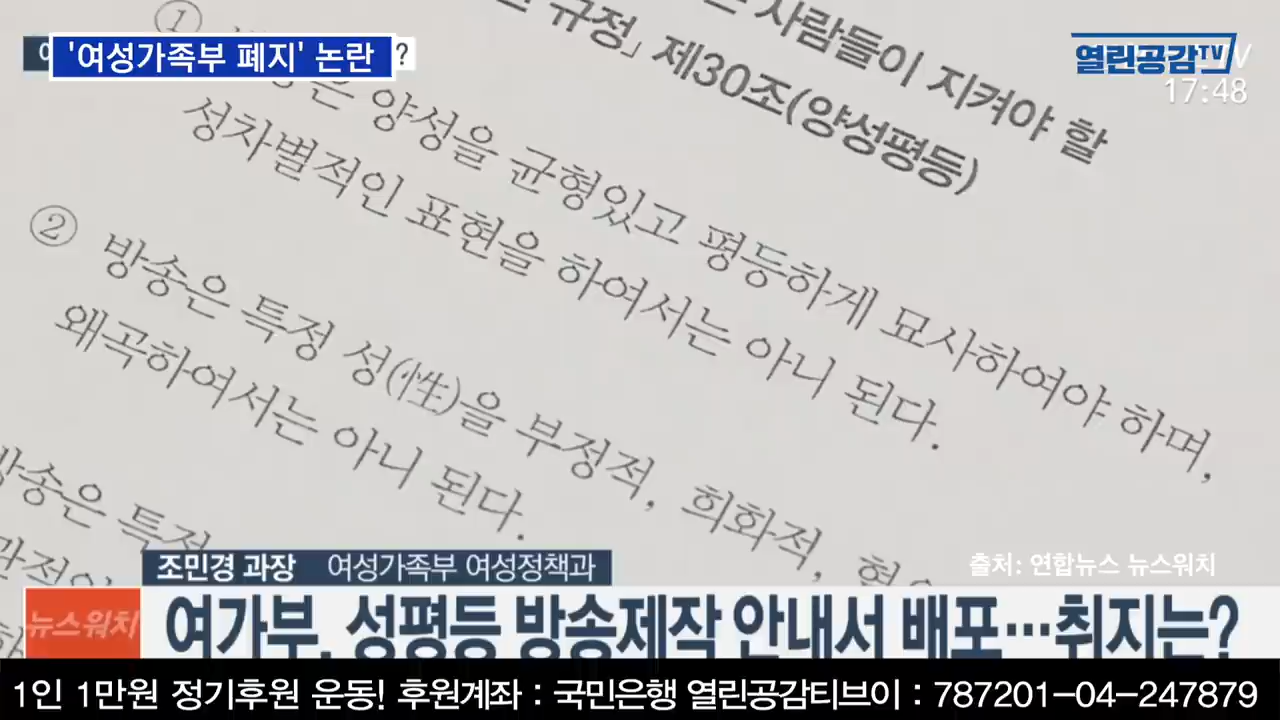 '여성가족부 폐지' 논란
?
열린공감TV
17:48
사람들이 지켜야 할
규정」 제30조(양성평등)
①
양성을 균형있고 평등하게 묘사하여야 하며,
성차별적인 표현을 하여서는 아니 된다.
② 방송은 특정 성(性)을 부정적, 희화적,
왜곡하여서는 아니 된다.
방송은 특정
조민경 과장 여성가족부 여성정책과
출처: 연합뉴스 뉴스워치
뉴스워치
여가부, 성평등 방송제작 안내서 배포…취지는?
1인 1만원 정기후원 운동! 후원계좌 : 국민은행 열린공감티브이 : 787201-04-247879